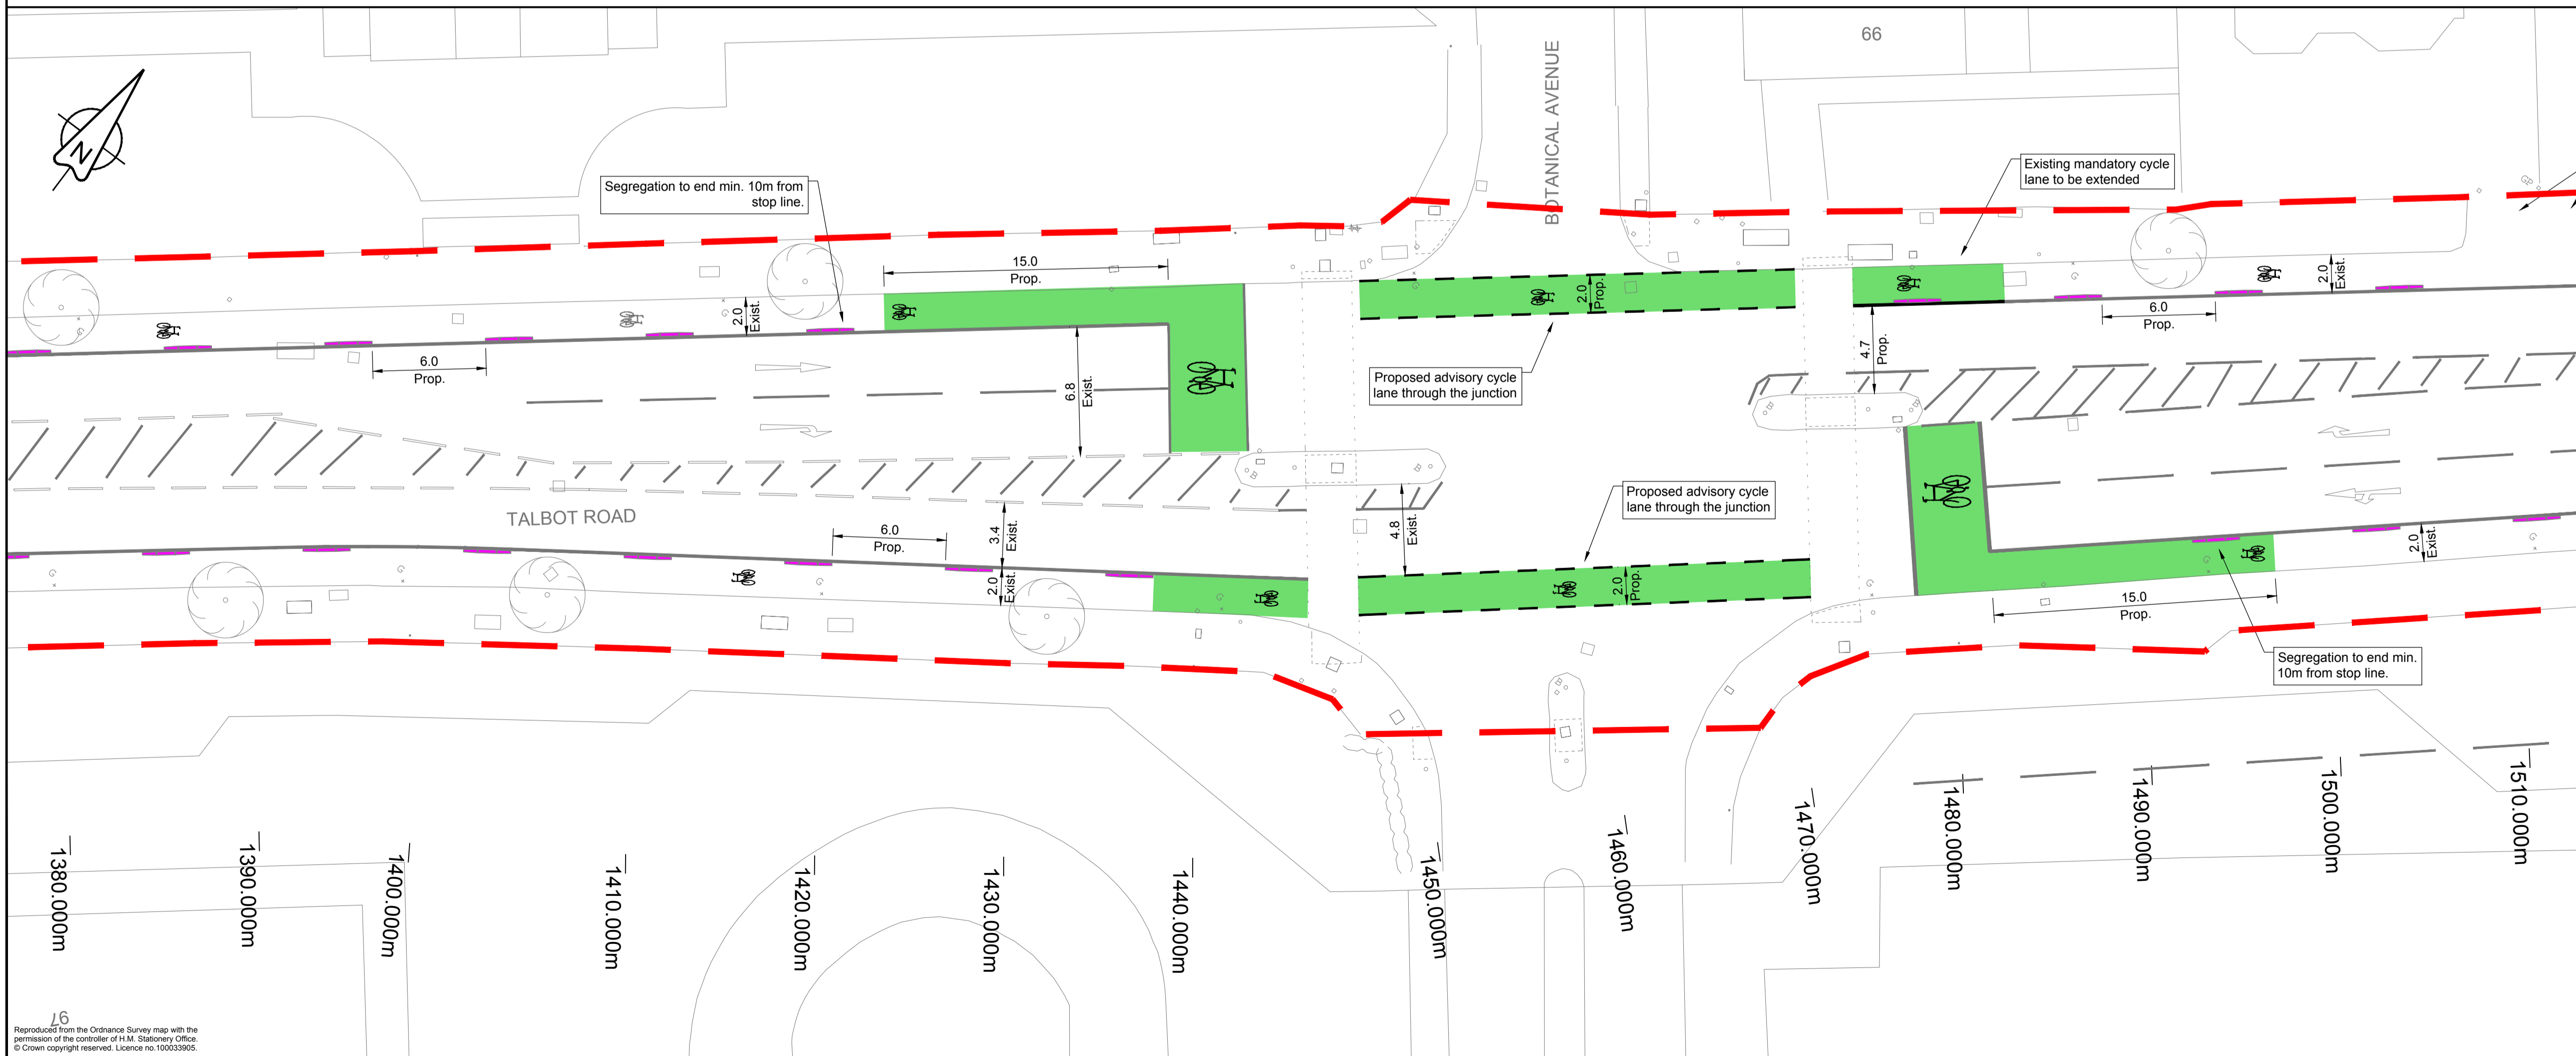 BOTANICAL AVENUE
66
N
Segregation to end min. 10m from
stop line.
Existing mandatory cycle
lane to be extended
15.0
Prop.
2.0
Exist.
2.0
Prop.
2.0
Exist.
6.0
Prop.
6.8
Exist.
Proposed advisory cycle
lane through the junction
4.7
Prop.
6.0
Prop.
TALBOT ROAD
6.0
Prop.
3.4
Exist.
2.0
Exist.
4.8
Exist.
Proposed advisory cycle
lane through the junction
2.0
Prop.
2.0
Exist.
15.0
Prop.
Segregation to end min.
10m from stop line.
1380.000m
1390.000m
1400.000m
1410.000m
1420.000m
1430.000m
1440.000m
1450.000m
1460.000m
1470.000m
1480.000m
1490.000m
1500.000m
1510.000m
97
Reproduced from the Ordnance Survey map with the
permission of the controller of H.M. Stationery Office.
© Crown copyright reserved. Licence no.100033905.